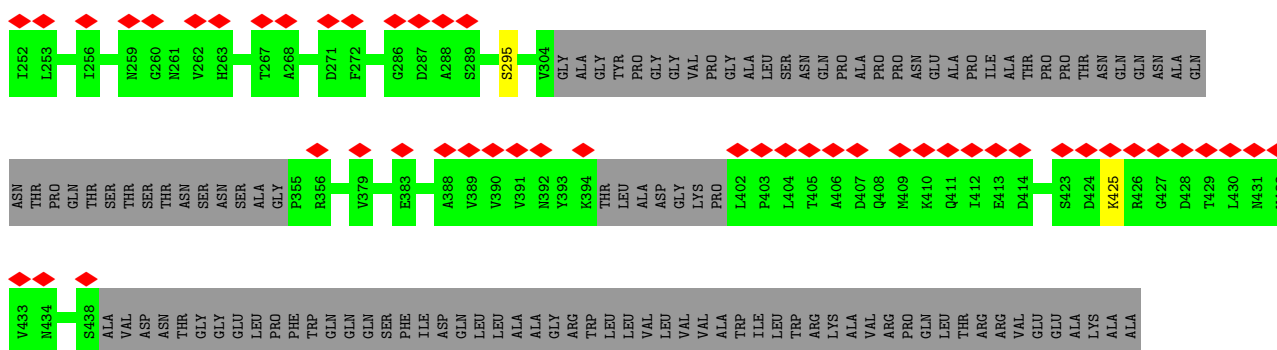 I252 L253 I256 N259 G260 N261 V262 H263 T267 A268 D271 F272 G286 D287 A288 S289 S295 V304 GLY ALA GLY TYR PRO GLY GLY VAL PRO GLY ALA LEU SER ASN GLN PRO ALA PRO PRO ASN GLU ALA PRO ILE ALA THR PRO PRO THR ASN GLN GLN ASN ALA GLN
ASN THR PRO GLN THR SER THR SER THR ASN SER ASN SER ALA GLY P355 R356 V379 E383 A388 V389 V390 V391 N392 Y393 K394 THR LEU ALA ASP GLY LYS PRO L402 P403 L404 T405 A406 D407 Q408 M409 K410 Q411 I412 E413 D414 S423 D424 K425 R426 G427 D428 T429 L430 N431
V433 N434 S438 ALA VAL ASP ASN THR GLY GLY GLU LEU PRO PHE TRP GLN GLN GLN SER PHE ILE ASP GLN LEU LEU ALA ALA GLY ARG TRP LEU LEU VAL LEU VAL VAL ALA TRP ILE LEU TRP ARG LYS ALA VAL ARG PRO GLN LEU THR ARG ARG VAL GLU GLU ALA LYS ALA ALA